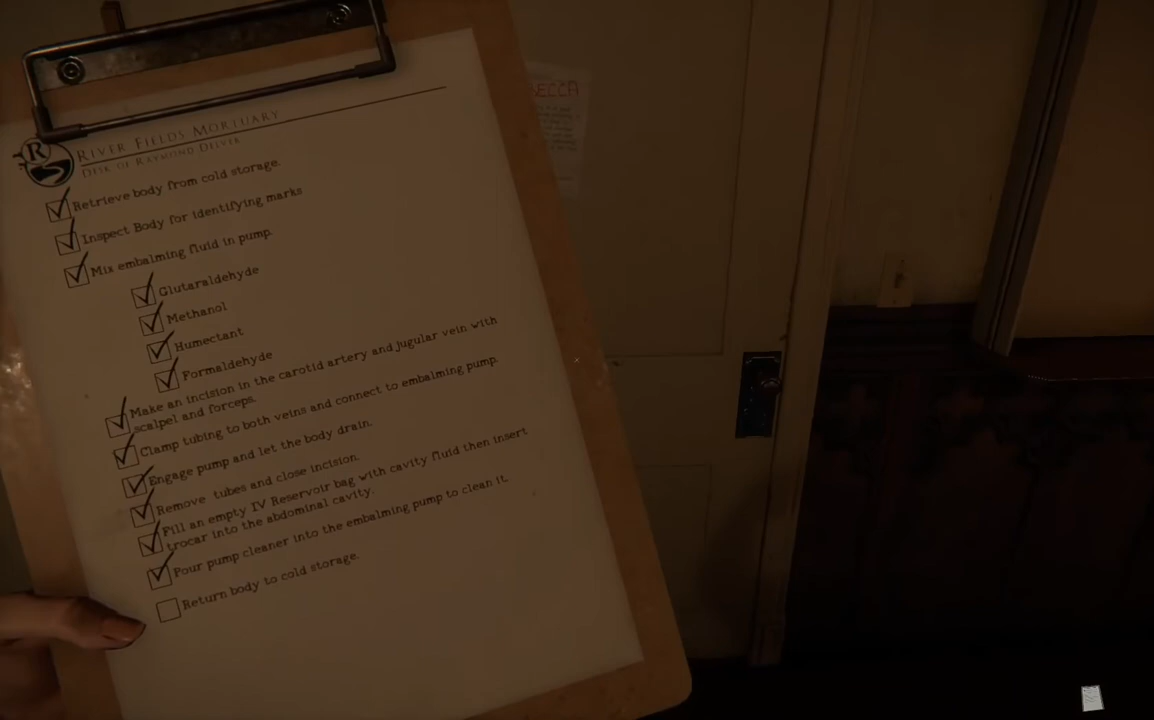 RIVER FIELDS MORTUARY
DESK OF RAYMOND DELVER
Retrieve body from cold storage.
Inspect Body for identifying marks
Mix embalming fluid in pump.
Glutaraldehyde
Methanol
Humectant
Formaldehyde
Make an incision in the carotid artery and jugular vein with
scalpel and forceps.
Clamp tubing to both veins and connect to embalming pump.
Engage pump and let the body drain.
Remove tubes and close incision.
Fill an empty IV Reservoir bag with cavity fluid then insert
trocar into the abdominal cavity.
Pour pump cleaner into the embalming pump to clean it.
Return body to cold storage.
ECCA